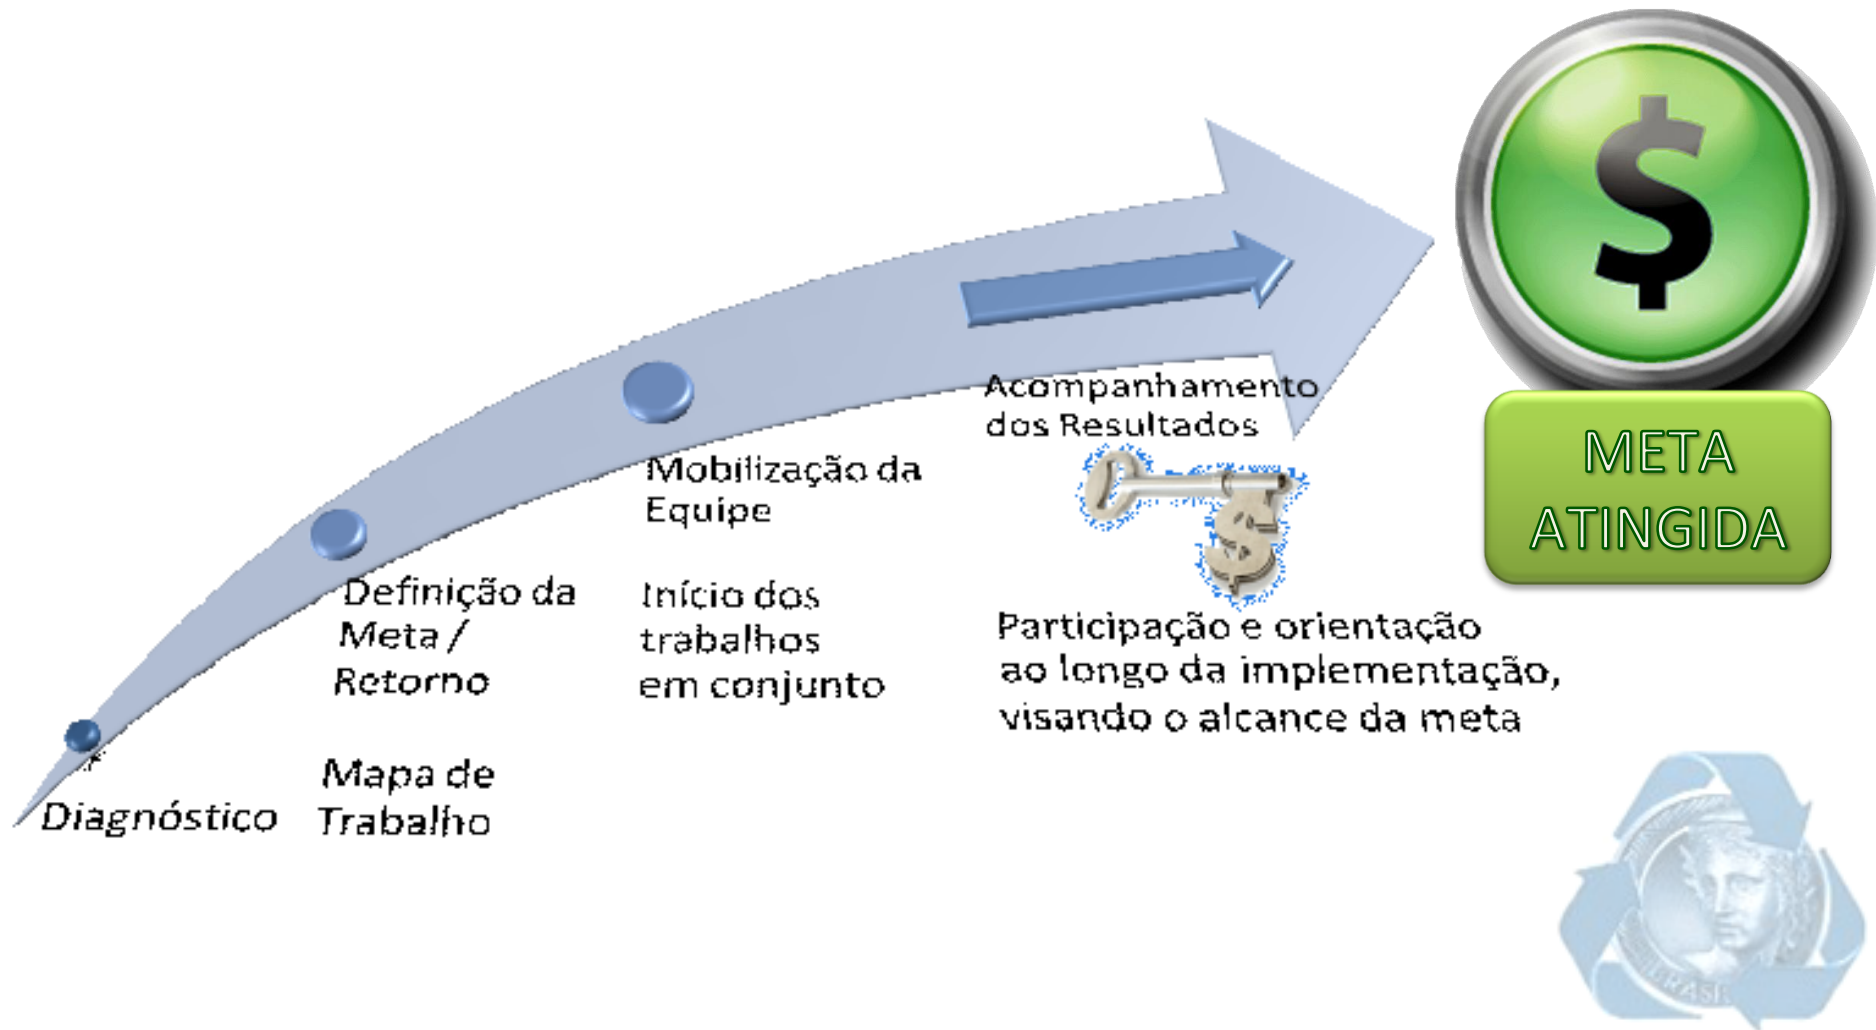 Diagnóstico
Definição da
Meta /
Retorno
Mapa de
Trabalho
Mobilização da
Equipe
Início dos
trabalhos
em conjunto
Acompanhamento
dos Resultados
Participação e orientação
ao longo da implementação,
visando o alcance da meta
$
META
ATINGIDA